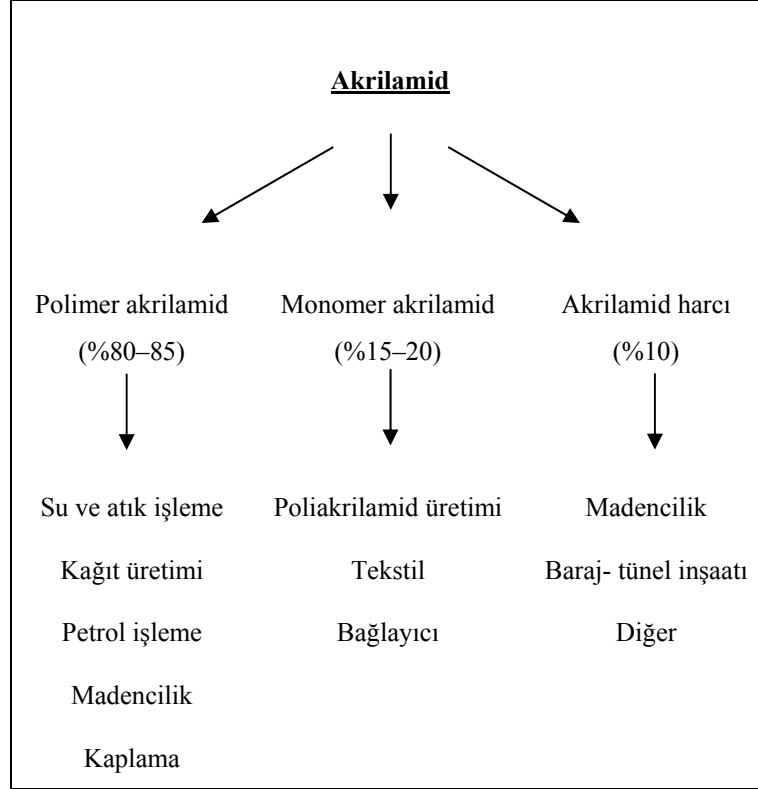 Akrilamid
Polimer akrilamid
(%80–85)
Monomer akrilamid
(%15–20)
Akrilamid harcı
(%10)
Su ve atık işleme
Kağıt üretimi
Petrol işleme
Madencilik
Kaplama
Poliakrilamid üretimi
Tekstil
Bağlayıcı
Madencilik
Baraj- tünel inşaatı
Diğer